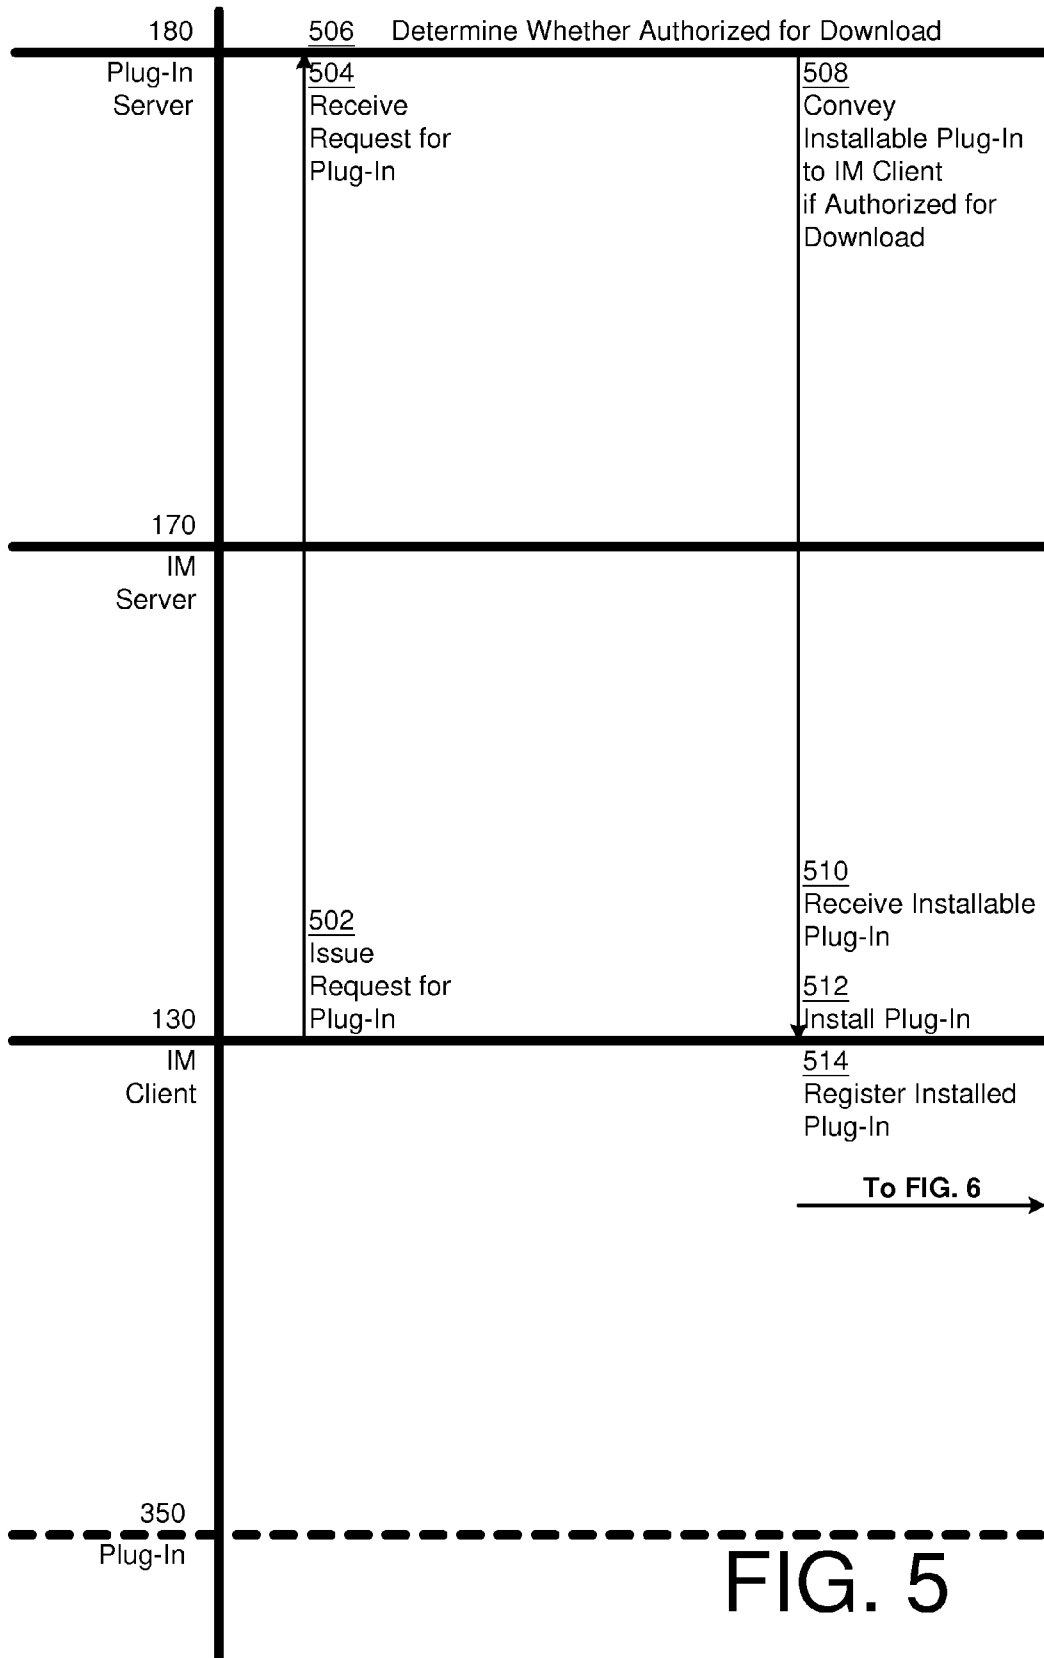 180
506 Determine Whether Authorized for Download
Plug-In
Server
504
Receive
Request for
Plug-In
508
Convey
Installable Plug-In
to IM Client
if Authorized for
Download
170
IM
Server
502
Issue
Request for
Plug-In
510
Receive Installable
Plug-In
512
Install Plug-In
130
IM
Client
514
Register Installed
Plug-In
To FIG. 6
350
Plug-In
FIG. 5